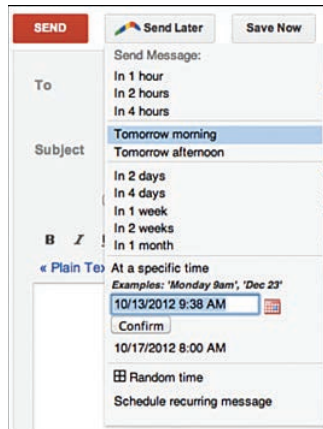 SEND Send Later Save Now
Send Message:
In 1 hour
To
In 2 hours
In 4 hours
Tomorrow morning
Subject
Tomorrow afternoon
In 2 days
In 4 days
In 1 week
In 2 weeks
B I
In 1 month
« Plain Tex
At a specific time
Examples: 'Monday 9am', 'Dec 23'
10/13/2012 9:38 AM
Confirm
10/17/2012 8:00 AM
Random time
Schedule recurring message